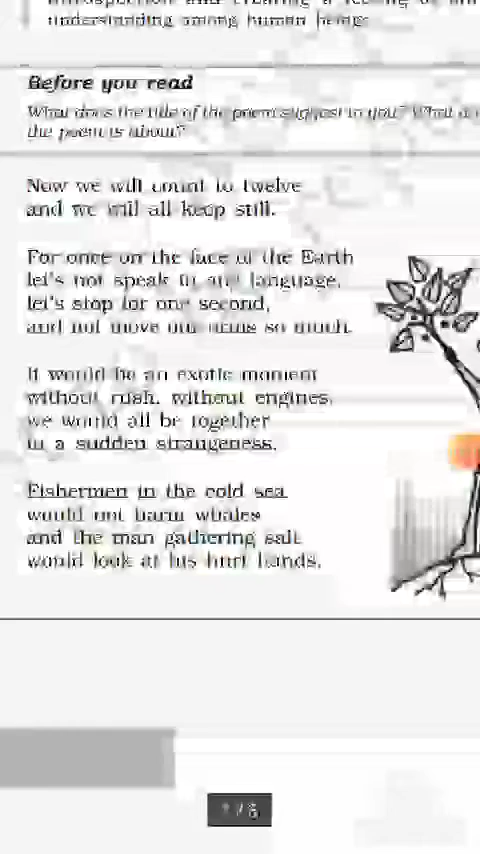 introspection and creating a feeling of
understanding among human beings.
Before you read
What does the title of the poem suggest to you? What
the poem is about?
Now we will count to twelve
and we will all keep still.
For once on the face of the Earth
let's not speak in any language,
let's stop for one second,
and not move our arms so much.
It would be an exotic moment
without rush, without engines,
we would all be together
in a sudden strangeness.
Fishermen in the cold sea
would not harm whales
and the man gathering salt
would look at his hurt hands.